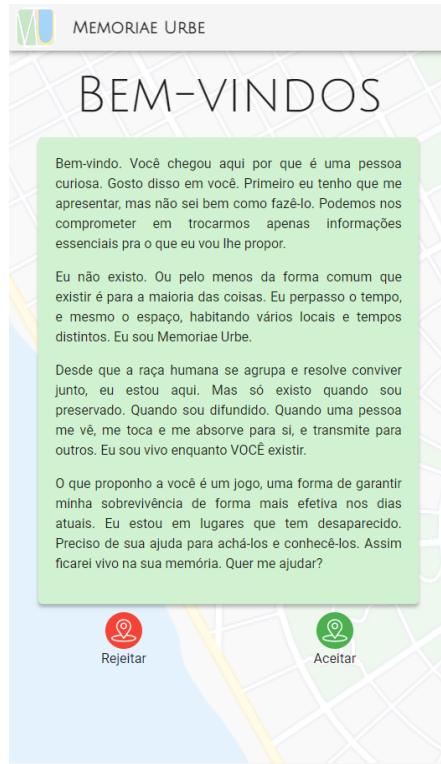 MU
MEMORIAE URBE
BEM-VINDOS
Bem-vindo. Você chegou aqui por que é uma pessoa
curiosa. Gosto disso em você. Primeiro eu tenho que me
apresentar, mas não sei bem como fazê-lo. Podemos nos
comprometer em trocarmos apenas informações
essenciais pra o que eu vou lhe propor.
Eu não existo. Ou pelo menos da forma comum que
existir é para a maioria das coisas. Eu perpasso o tempo,
e mesmo o espaço, habitando vários locais e tempos
distintos. Eu sou Memoriae Urbe.
Desde que a raça humana se agrupa e resolve conviver
junto, eu estou aqui. Mas só existo quando sou
preservado. Quando sou difundido. Quando uma pessoa
me vê, me toca e me absorve para si, e transmite para
outros. Eu sou vivo enquanto VOCÊ existir.
O que proponho a você é um jogo, uma forma de garantir
minha sobrevivência de forma mais efetiva nos dias
atuais. Eu estou em lugares que tem desaparecido.
Preciso de sua ajuda para achá-los e conhecê-los. Assim
ficarei vivo na sua memória. Quer me ajudar?
Rejeitar
Aceitar